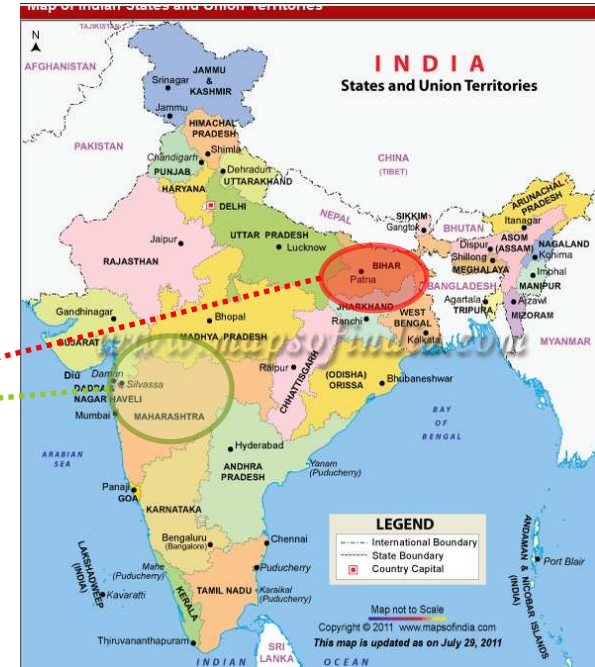 Map of Indian States and Union Territories
N
INDIA
States and Union Territories
TAJIKISTAN
AFGHANISTAN
PAKISTAN
CHINA
(TIBET)
NEPAL
BHUTAN
BANGLADESH
MYANMAR
Srinagar
JAMMU
&
KASHMIR
Jammu
HIMACHAL
PRADESH
Shimla
Chandigarh
PUNJAB
Dehradun
UTTARAKHAND
HARYANA
DELHI
ARUNACHAL
PRADESH
Itanagar
SIKKIM
Gangtok
Dispur
ASOM
(ASSAM)
NAGALAND
Kohima
Shillong
MEGHALAYA
Imphal
MANIPUR
Agartala
TRIPURA
Aizawl
MIZORAM
Jaipur
RAJASTHAN
UTTAR PRADESH
Lucknow
BIHAR
Patna
JHARKHAND
Ranchi
WEST
BENGAL
Kolkata
Gandhinagar
GUJARAT
Bhopal
MADHYA PRADESH
www.mapsofindia.com
Raipur
CHHATTISGARH
(ODISHA)
ORISSA
Bhubaneshwar
Diu
Daman
DADRA
NAGAR HAVELI
Silvassa
Mumbai
MAHARASHTRA
ARABIAN
SEA
BAY
OF
BENGAL
Hyderabad
ANDHRA
PRADESH
Yanam
(Puducherry)
Panaji
GOA
KARNATAKA
Bengaluru
(Bangalore)
Chennai
Mahe
(Puducherry)
Puducherry
TAMIL NADU
Karaikal
(Puducherry)
KERALA
LAKSHADWEEP
(INDIA)
Kavaratti
Thiruvananthapuram
SRI
LANKA
INDIAN OCEAN
ANDAMAN & NICOBAR ISLANDS
(INDIA)
Port Blair
LEGEND
International Boundary
State Boundary
Country Capital
Map not to Scale
Copyright © 2011 www.mapsofindia.com
This map is updated as on July 29, 2011